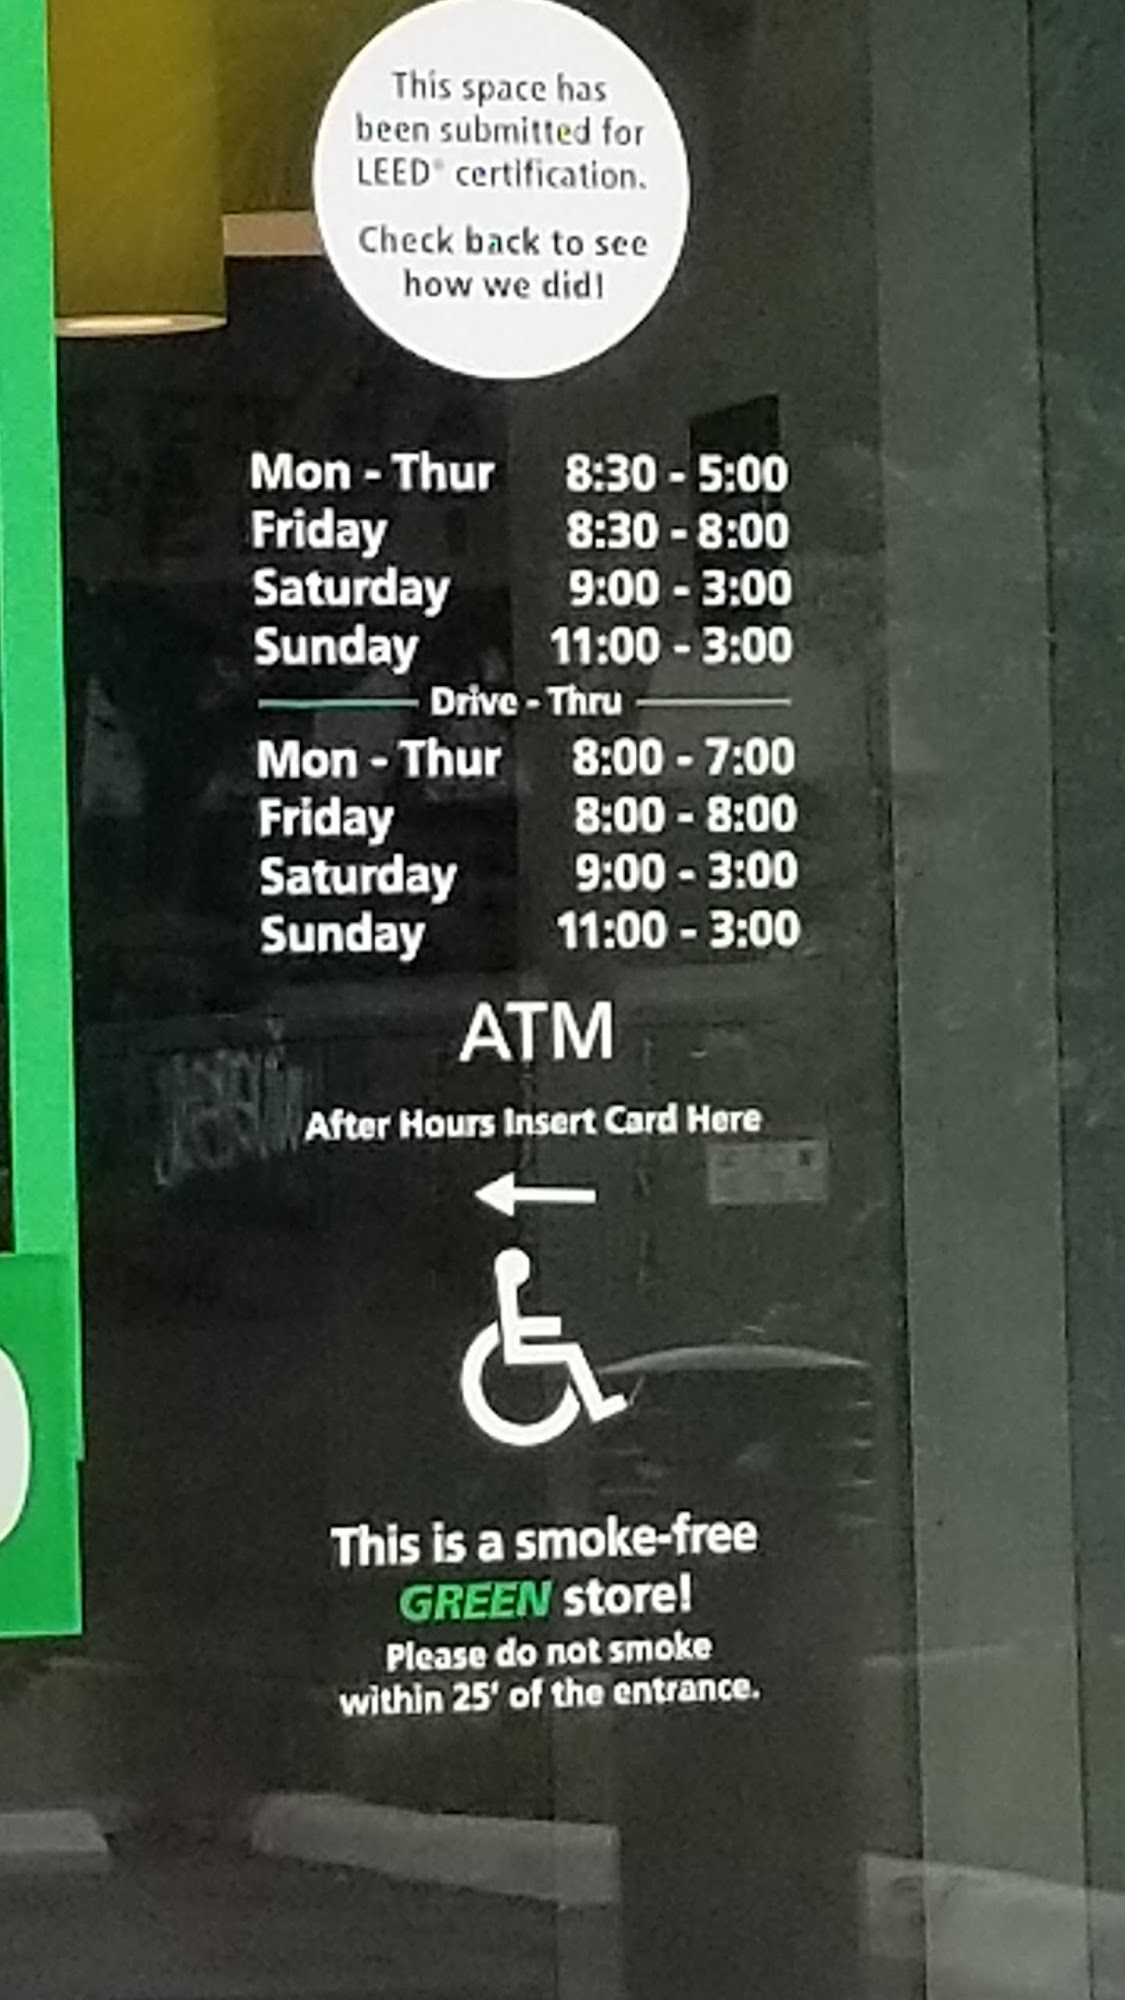 This space has
been submitted for
LEED® certification.
Check back to see
how we did!
Mon - Thur 8:30 - 5:00
Friday 8:30 - 8:00
Saturday 9:00 - 3:00
Sunday 11:00 - 3:00
Drive - Thru
Mon - Thur 8:00 - 7:00
Friday 8:00 - 8:00
Saturday 9:00 - 3:00
Sunday 11:00 - 3:00
ATM
After Hours Insert Card Here
This is a smoke-free
GREEN store!
Please do not smoke
within 25' of the entrance.